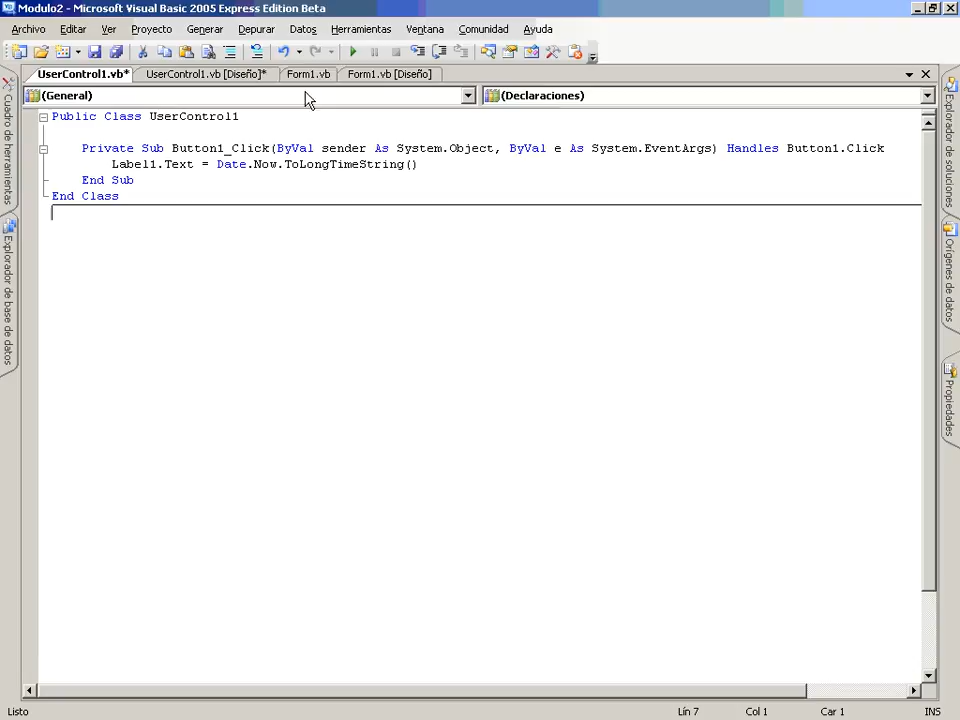 Modulo2 - Microsoft Visual Basic 2005 Express Edition Beta
Archivo Editar Ver Proyecto Generar Depurar Datos Herramientas Ventana Comunidad Ayuda
UserControl1.vb* UserControl1.vb [Diseño]* Form1.vb Form1.vb [Diseño]
(General) (Declaraciones)
Public Class UserControl1
Private Sub Button1_Click(ByVal sender As System.Object, ByVal e As System.EventArgs) Handles Button1.Click
Label1.Text = Date.Now.ToLongTimeString()
End Sub
End Class
Cuadro de herramientas
Explorador de base de datos
Explorador de soluciones
Orígenes de datos
Propiedades
Listo Lín 7 Col 1 Car 1 INS